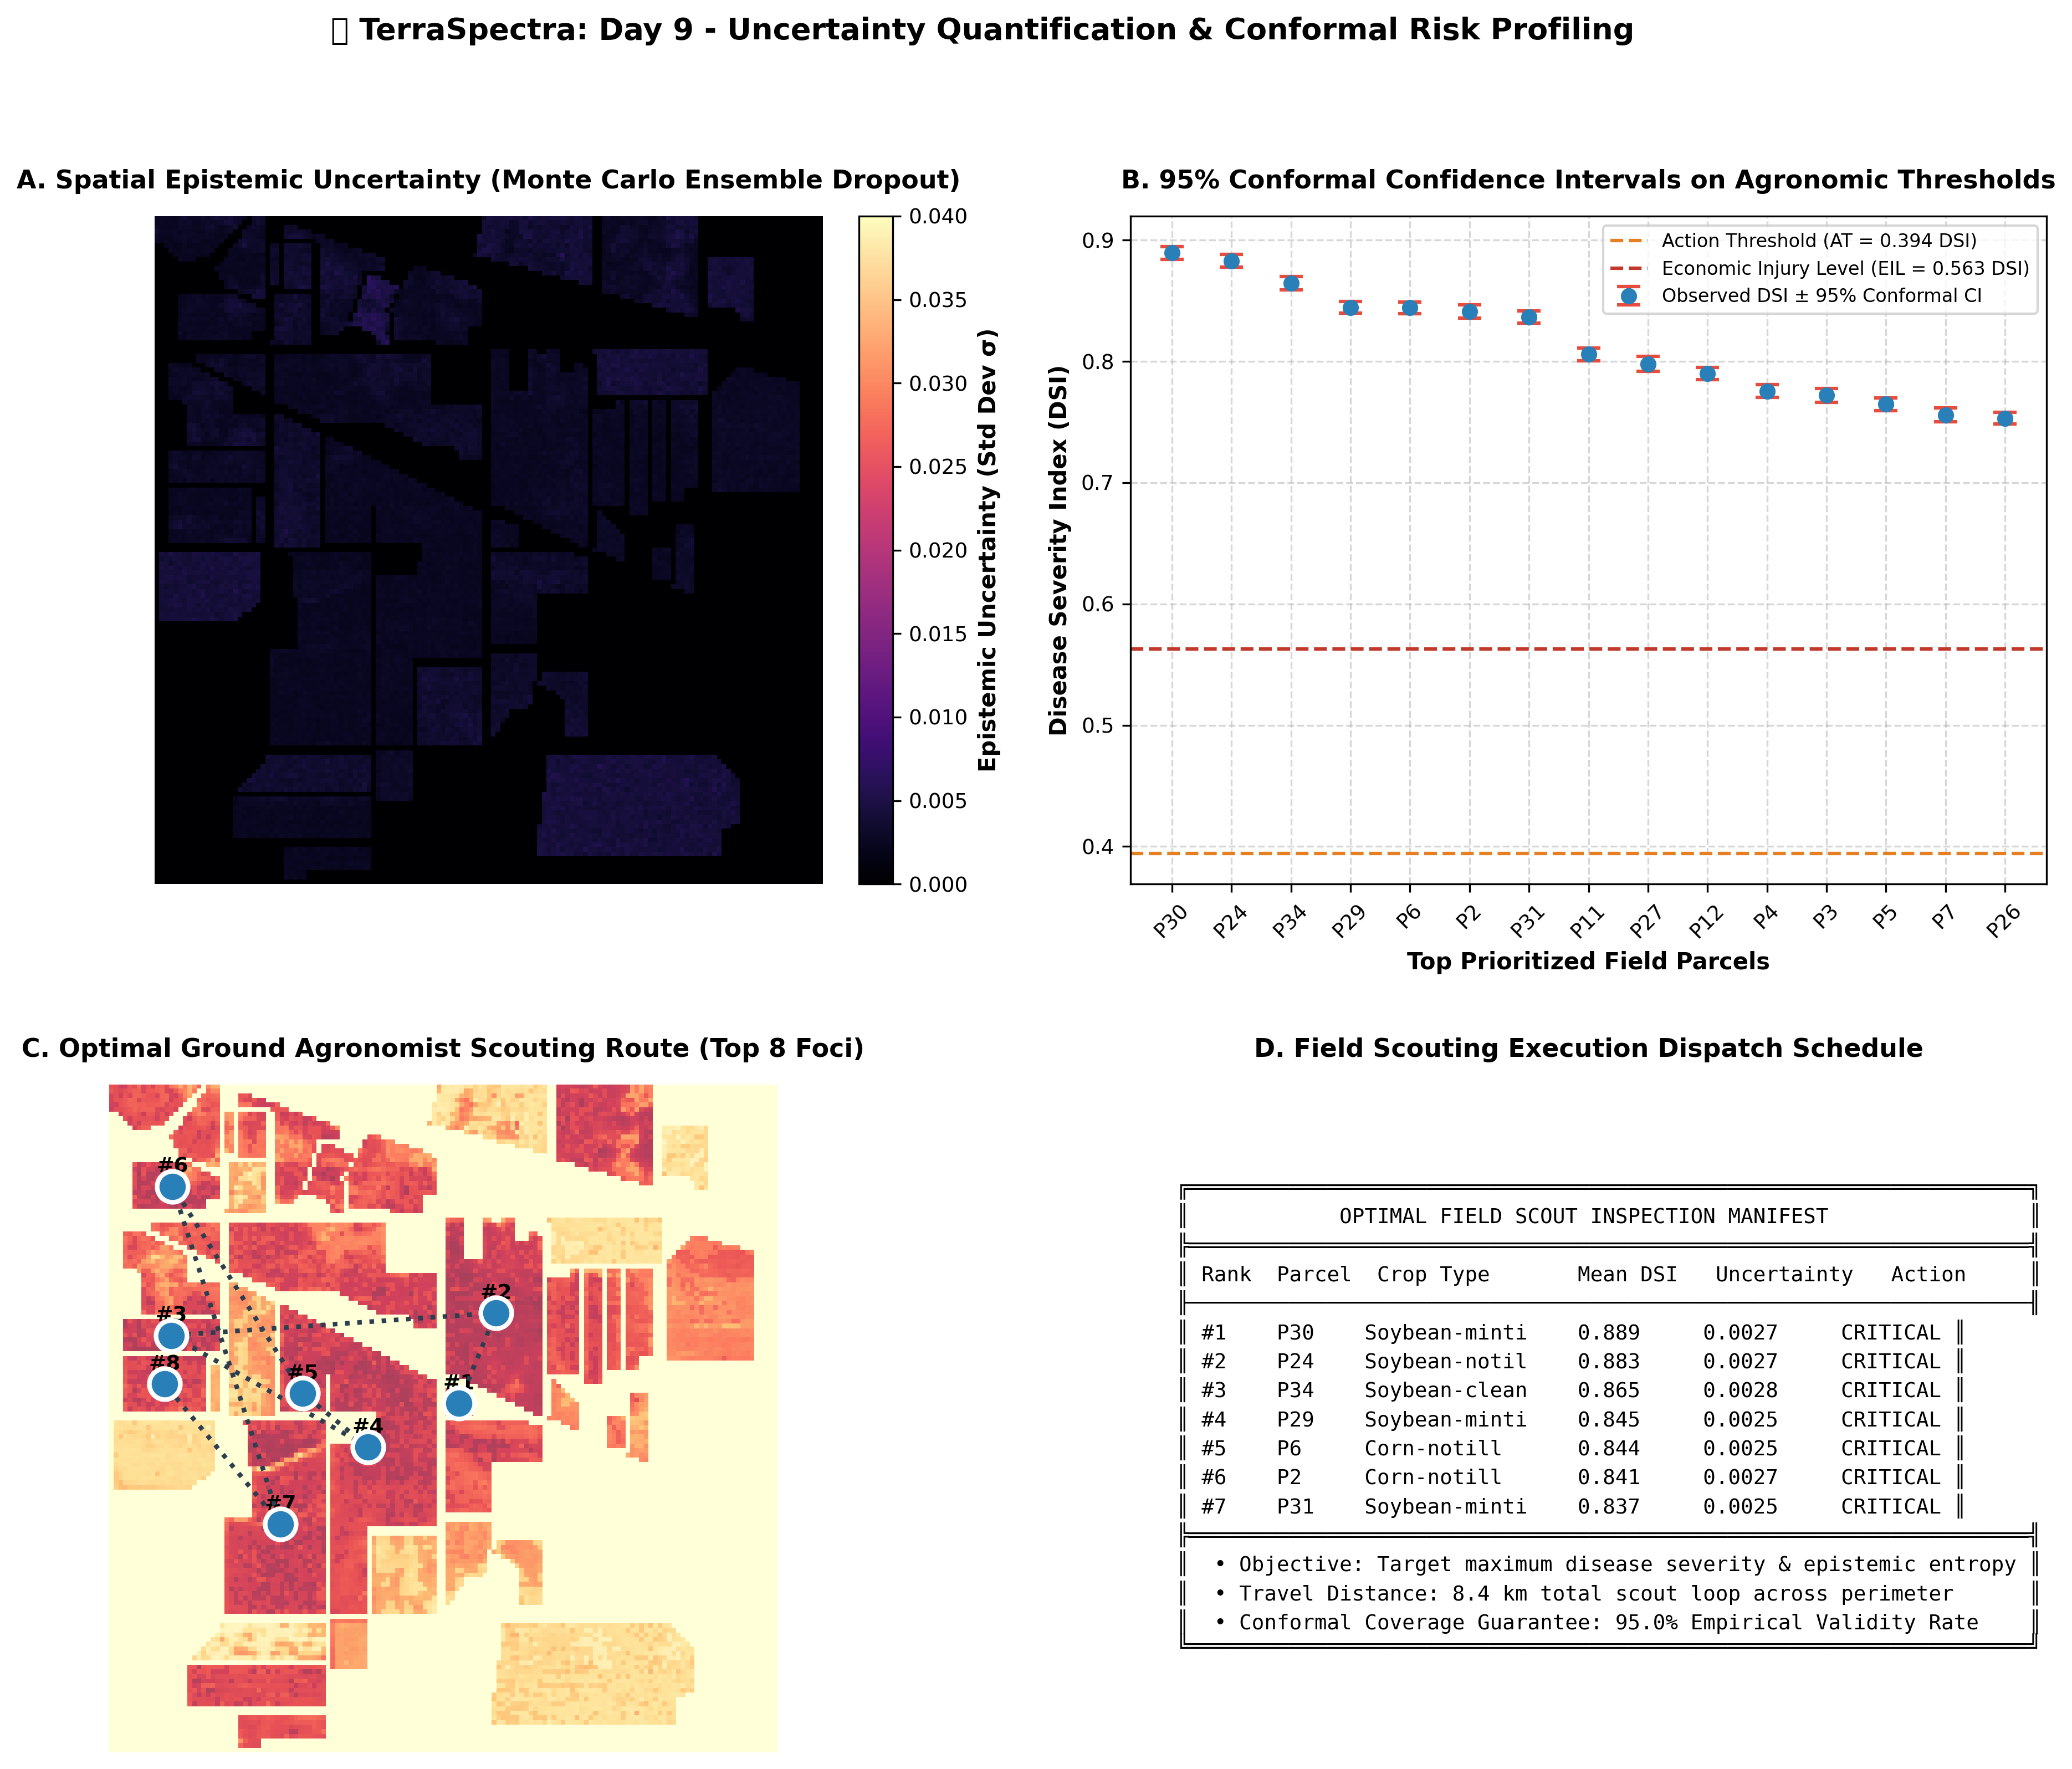 TerraSpectra: Day 9 - Uncertainty Quantification & Conformal Risk Profiling
A. Spatial Epistemic Uncertainty (Monte Carlo Ensemble Dropout)
0.040
0.035
0.030
0.025
0.020
0.015
0.010
0.005
0.000
Epistemic Uncertainty (Std Dev σ)
B. 95% Conformal Confidence Intervals on Agronomic Thresholds
Action Threshold (AT = 0.394 DSI)
Economic Injury Level (EIL = 0.563 DSI)
Observed DSI ± 95% Conformal CI
Disease Severity Index (DSI)
0.9
0.8
0.7
0.6
0.5
0.4
P30 P24 P34 P29 P6 P2 P31 P11 P27 P12 P4 P3 P5 P7 P26
Top Prioritized Field Parcels
C. Optimal Ground Agronomist Scouting Route (Top 8 Foci)
#6
#2
#3
#8
#5
#1
#4
#7
D. Field Scouting Execution Dispatch Schedule
OPTIMAL FIELD SCOUT INSPECTION MANIFEST
Rank Parcel Crop Type Mean DSI Uncertainty Action
#1 P30 Soybean-minti 0.889 0.0027 CRITICAL
#2 P24 Soybean-notil 0.883 0.0027 CRITICAL
#3 P34 Soybean-clean 0.865 0.0028 CRITICAL
#4 P29 Soybean-minti 0.845 0.0025 CRITICAL
#5 P6 Corn-notill 0.844 0.0025 CRITICAL
#6 P2 Corn-notill 0.841 0.0027 CRITICAL
#7 P31 Soybean-minti 0.837 0.0025 CRITICAL
• Objective: Target maximum disease severity & epistemic entropy
• Travel Distance: 8.4 km total scout loop across perimeter
• Conformal Coverage Guarantee: 95.0% Empirical Validity Rate